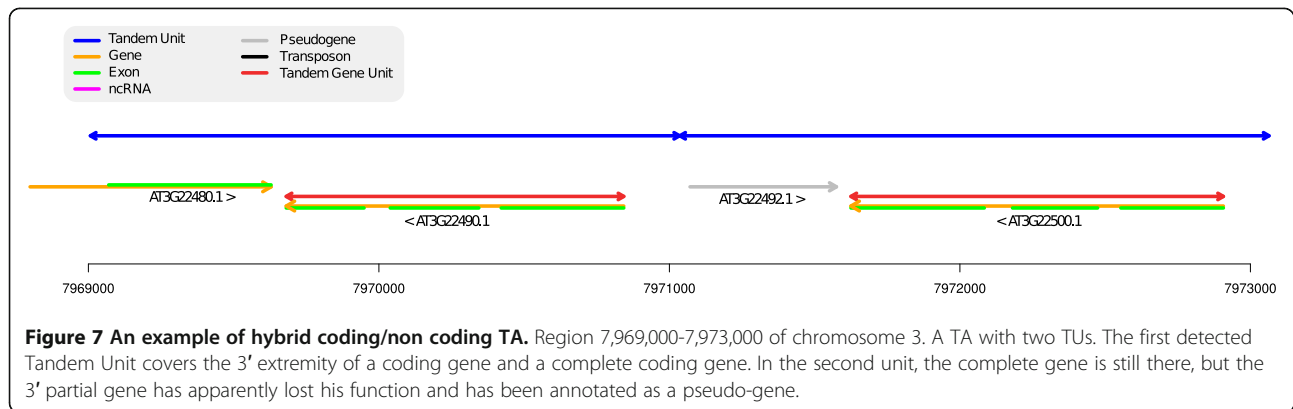 Tandem Unit
Gene
Exon
ncRNA
Pseudogene
Transposon
Tandem Gene Unit
AT3G22480.1 >
< AT3G22490.1
AT3G22492.1 >
< AT3G22500.1
7969000 7970000 7971000 7972000 7973000
Figure 7 An example of hybrid coding/non coding TA. Region 7,969,000-7,973,000 of chromosome 3. A TA with two TUs. The first detected
Tandem Unit covers the 3′ extremity of a coding gene and a complete coding gene. In the second unit, the complete gene is still there, but the
3′ partial gene has apparently lost his function and has been annotated as a pseudo-gene.